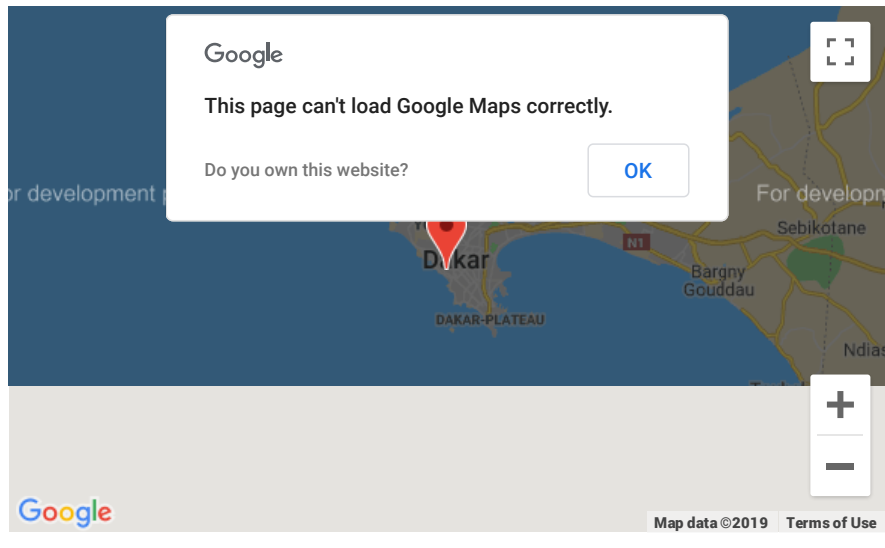 Google
This page can't load Google Maps correctly.
Do you own this website?
OK
or development p
For developm
Sebikotane
N1
Dakar
Bargny
Gouddau
DAKAR-PLATEAU
Ndias
Google
Map data ©2019
Terms of Use